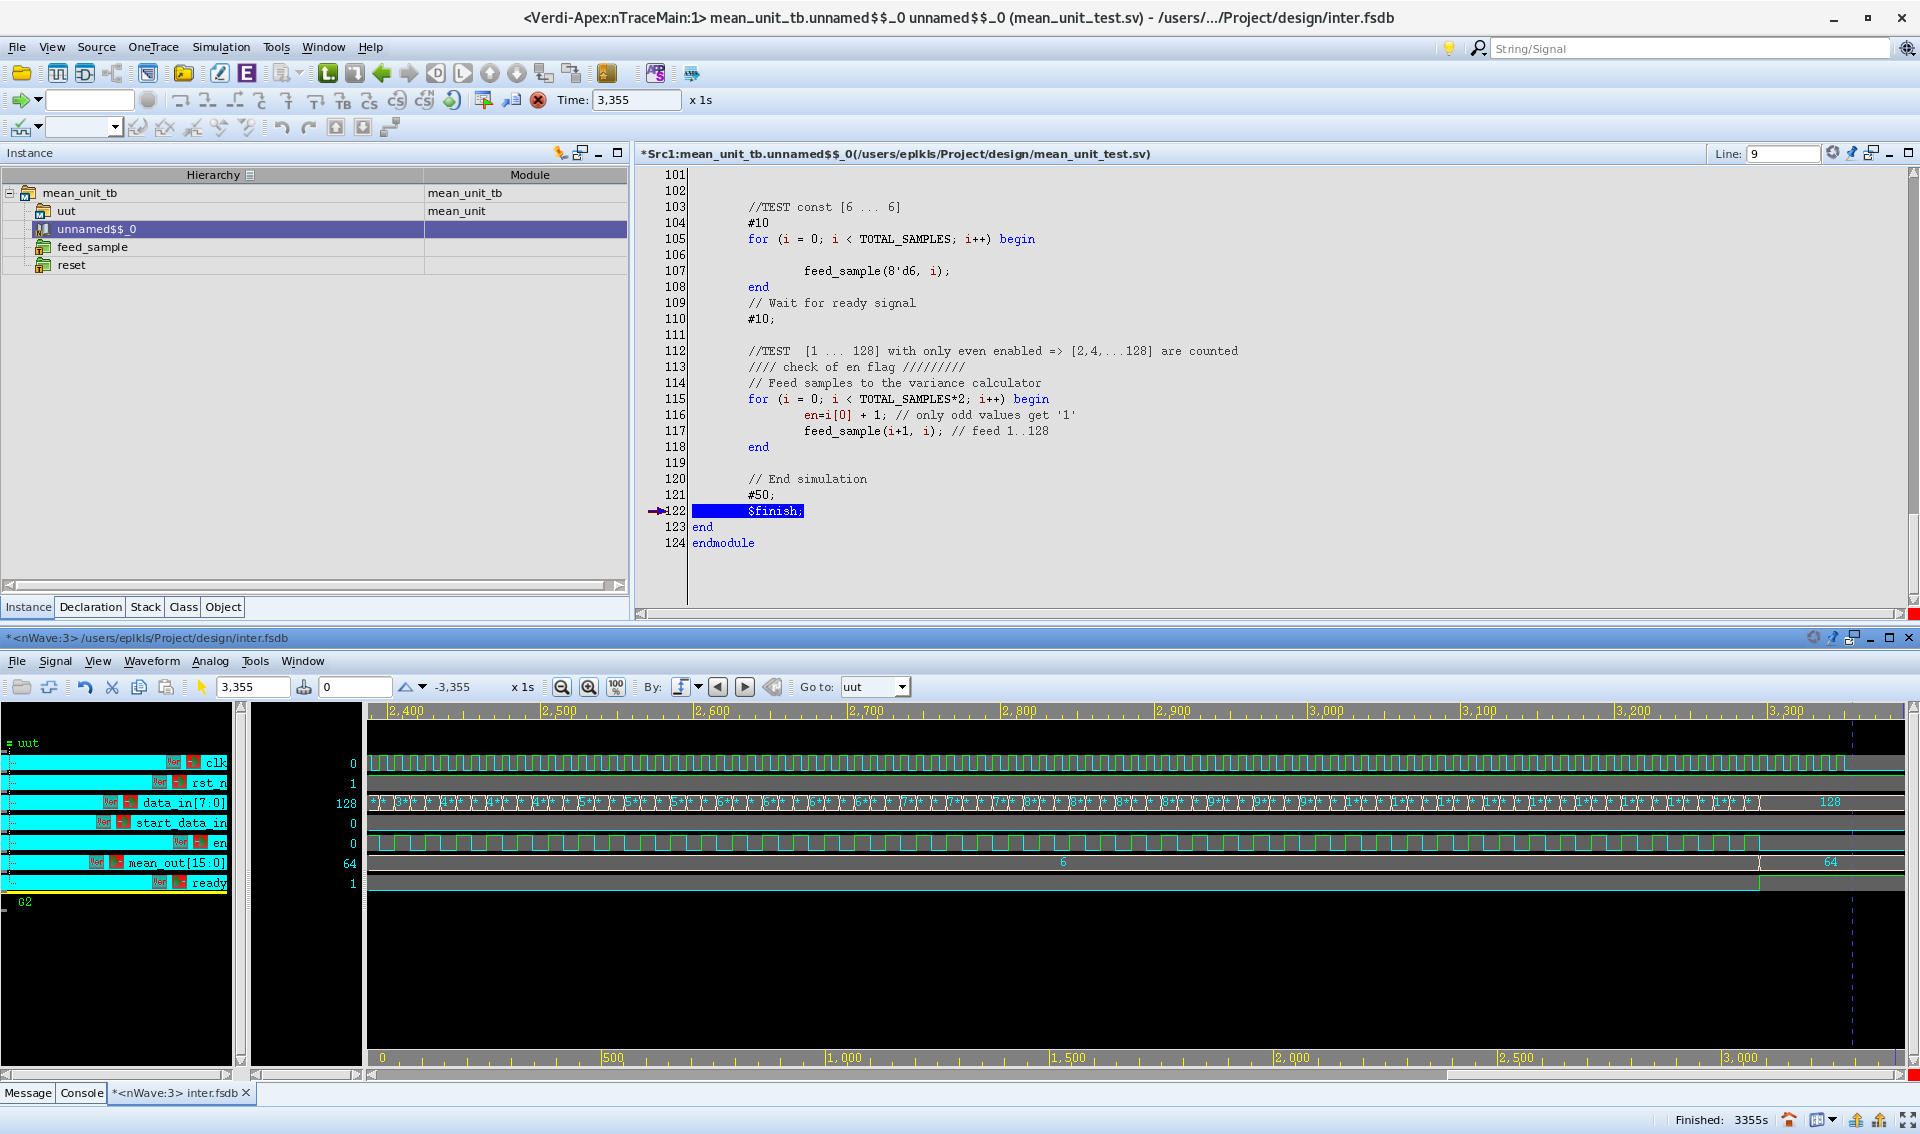 <Verdi-Apex:nTraceMain:1> mean_unit_tb.unnamed$$_0 unnamed$$_0 (mean_unit_test.sv) - /users/.../Project/design/inter.fsdb
File View Source OneTrace Simulation Tools Window Help
String/Signal
Time: 3,355 x 1s
Instance
Hierarchy Module
mean_unit_tb mean_unit_tb
uut mean_unit
unnamed$$_0
feed_sample
reset
Instance Declaration Stack Class Object
*Src1:mean_unit_tb.unnamed$$_0(/users/eplkls/Project/design/mean_unit_test.sv) Line: 9
101
102
103 //TEST const [6 ... 6]
104 #10
105 for (i = 0; i < TOTAL_SAMPLES; i++) begin
106
107 feed_sample(8'd6, i);
108 end
109 // Wait for ready signal
110 #10;
111
112 //TEST  [1 ... 128] with only even enabled => [2,4,...128] are counted
113 //// check of en flag /////////
114 // Feed samples to the variance calculator
115 for (i = 0; i < TOTAL_SAMPLES*2; i++) begin
116 en=i[0] + 1; // only odd values get '1'
117 feed_sample(i+1, i); // feed 1..128
118 end
119
120 // End simulation
121 #50;
122 $finish;
123 end
124 endmodule
*<nWave:3> /users/eplkls/Project/design/inter.fsdb
File Signal View Waveform Analog Tools Window
3,355 0 -3,355 x 1s 100% By: Go to: uut
2,400 2,500 2,600 2,700 2,800 2,900 3,000 3,100 3,200 3,300
= uut
clk 0
rst_n 1
data_in[7:0] 128 128
start_data_in 0
en 0
mean_out[15:0] 64 6 64
ready 1
G2
0 500 1,000 1,500 2,000 2,500 3,000
Message Console *<nWave:3> inter.fsdb
Finished: 3355s